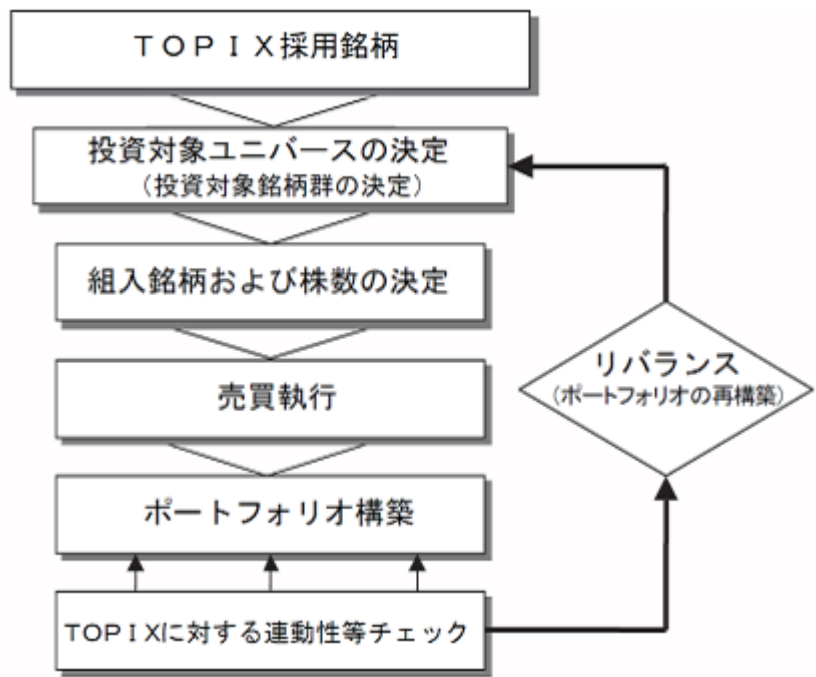 TOPIX採用銘柄
投資対象ユニバースの決定
(投資対象銘柄群の決定)
組入銘柄および株数の決定
売買執行
ポートフォリオ構築
TOPIXに対する連動性等チェック
リバランス
(ポートフォリオの再構築)